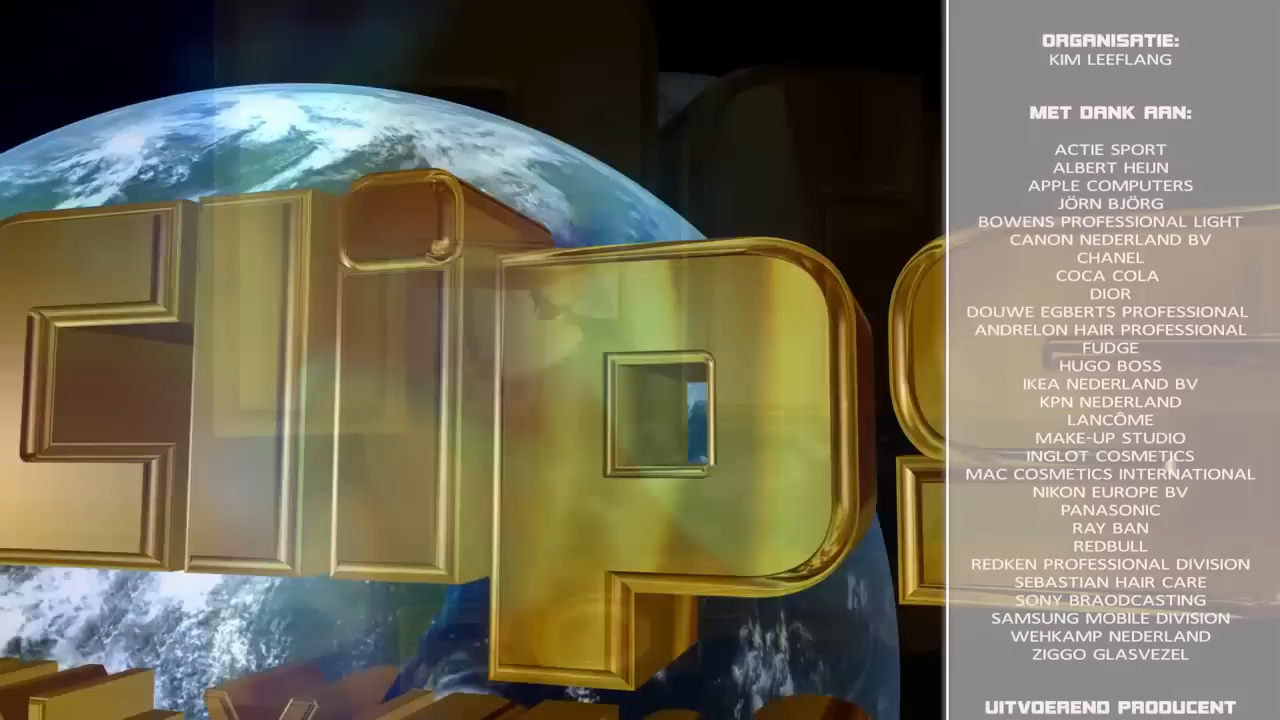 Clips
ORGANISATIE:
KIM LEEFLANG
MET DANK AAN:
ACTIE SPORT
ALBERT HEIJN
APPLE COMPUTERS
JÖRN BJÖRG
BOWENS PROFESSIONAL LIGHT
CANON NEDERLAND BV
CHANEL
COCA COLA
DIOR
DOUWE EGBERTS PROFESSIONAL
ANDRELON HAIR PROFESSIONAL
FUDGE
HUGO BOSS
IKEA NEDERLAND BV
KPN NEDERLAND
LANCÔME
MAKE-UP STUDIO
INGLOT COSMETICS
MAC COSMETICS INTERNATIONAL
NIKON EUROPE BV
PANASONIC
RAY BAN
REDBULL
REDKEN PROFESSIONAL DIVISION
SEBASTIAN HAIR CARE
SONY BRAODCASTING
SAMSUNG MOBILE DIVISION
WEHKAMP NEDERLAND
ZIGGO GLASVEZEL
UITVOEREND PRODUCENT